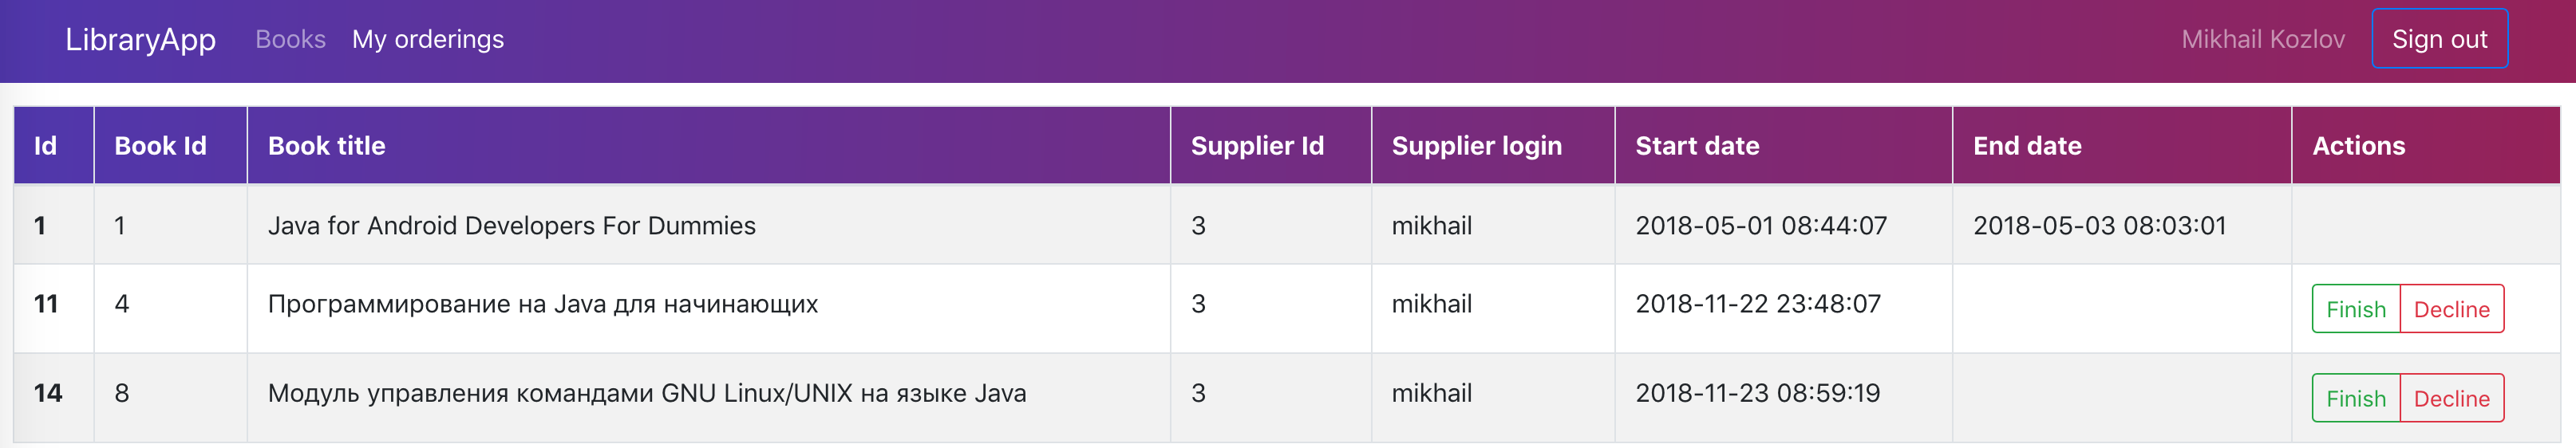 LibraryApp Books My orderings Mikhail Kozlov Sign out
Id Book Id Book title Supplier Id Supplier login Start date End date Actions
1 1 Java for Android Developers For Dummies 3 mikhail 2018-05-01 08:44:07 2018-05-03 08:03:01
11 4 Программирование на Java для начинающих 3 mikhail 2018-11-22 23:48:07 Finish Decline
14 8 Модуль управления командами GNU Linux/UNIX на языке Java 3 mikhail 2018-11-23 08:59:19 Finish Decline